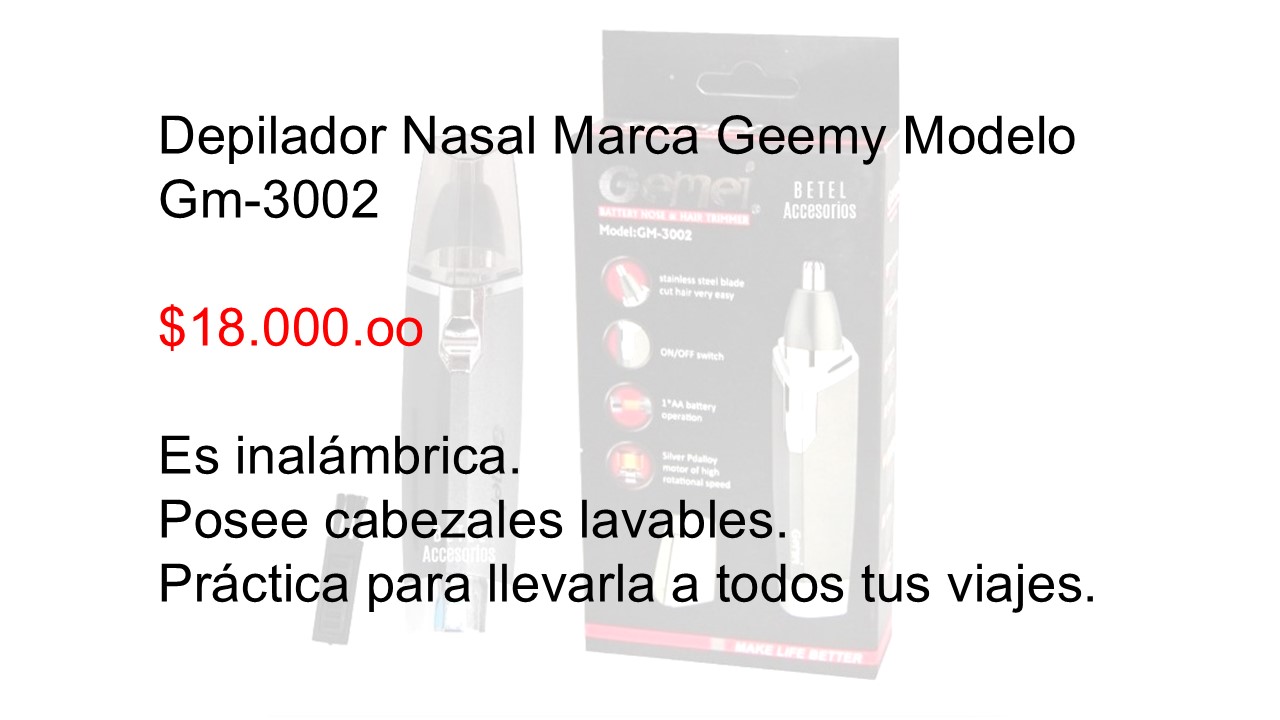 Depilador Nasal Marca Geemy Modelo
Gm-3002
$18.000.oo
Es inalámbrica.
Posee cabezales lavables.
Práctica para llevarla a todos tus viajes.
Gemei
BATTERY NOSE & HAIR TRIMMER
Model:GM-3002
BETEL
Accesorios
stainless steel blade
cut hair very easy
ON/OFF switch
1*AA battery
operation
Silver Pdalloy
motor of high
rotational speed
Gemei
Accesorios
MAKE LIFE BETTER